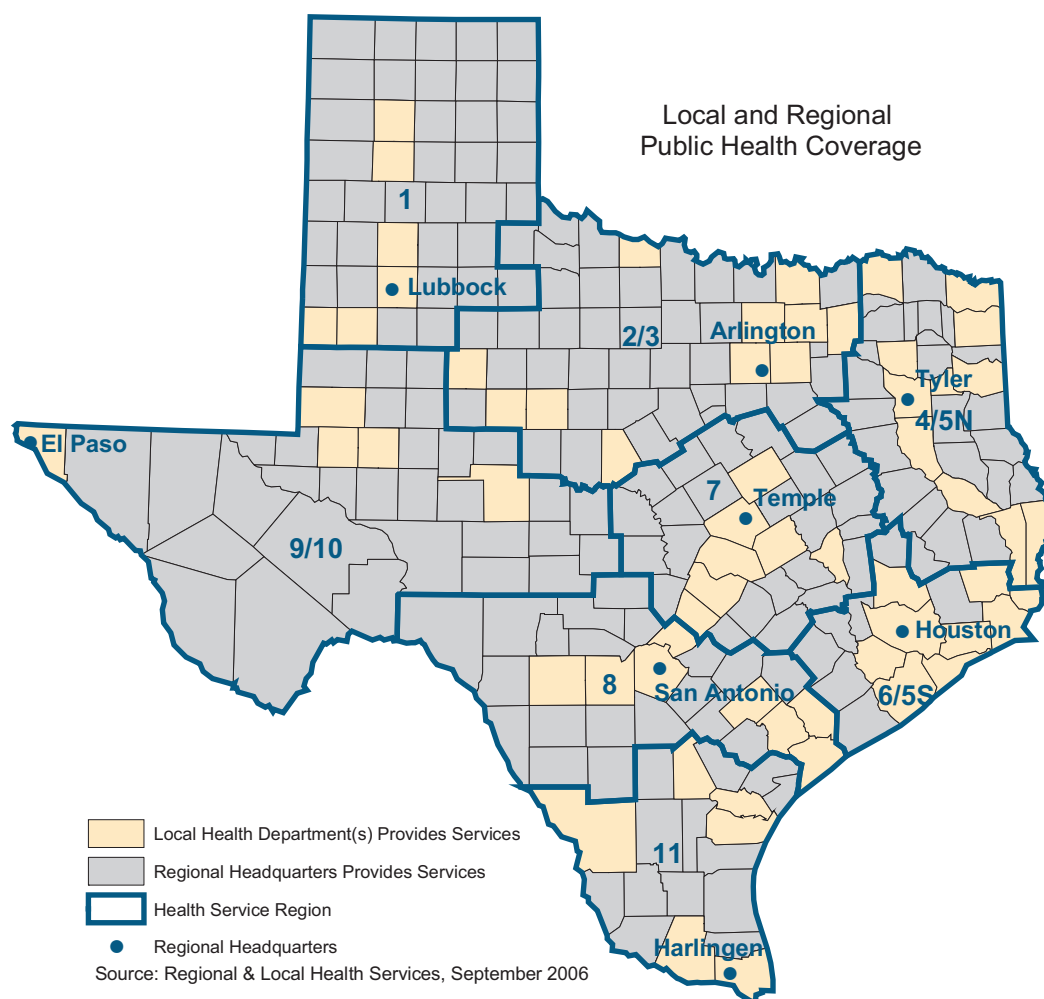 Local and Regional
Public Health Coverage
1
Lubbock
2/3
Arlington
Tyler
4/5N
El Paso
7
Temple
9/10
Houston
8
San Antonio
6/5S
11
Harlingen
Local Health Department(s) Provides Services
Regional Headquarters Provides Services
Health Service Region
Regional Headquarters
Source: Regional & Local Health Services, September 2006